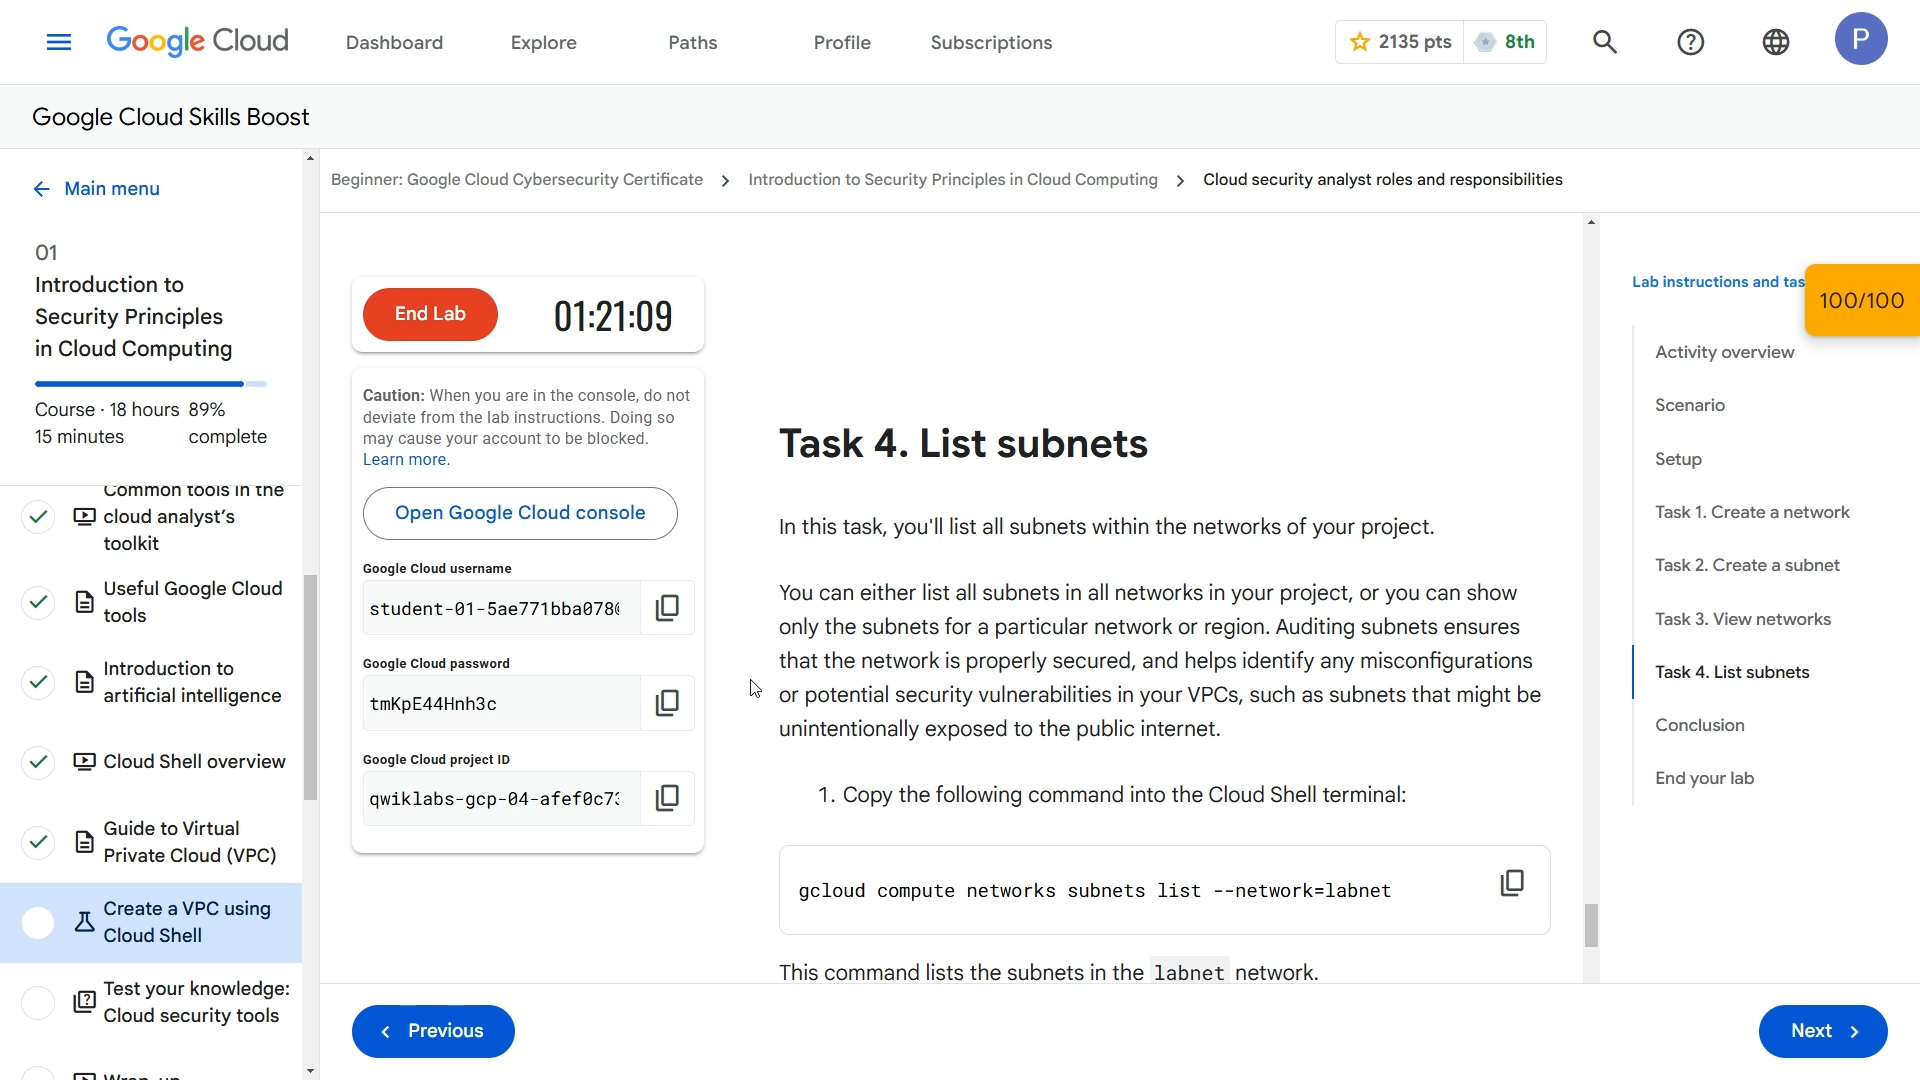 Google Cloud
Dashboard
Explore
Paths
Profile
Subscriptions
2135 pts
8th
P
Google Cloud Skills Boost
Main menu
01
Introduction to
Security Principles
in Cloud Computing
Course · 18 hours 89%
15 minutes complete
Common tools in the
cloud analyst's
toolkit
Useful Google Cloud
tools
Introduction to
artificial intelligence
Cloud Shell overview
Guide to Virtual
Private Cloud (VPC)
Create a VPC using
Cloud Shell
Test your knowledge:
Cloud security tools
Beginner: Google Cloud Cybersecurity Certificate > Introduction to Security Principles in Cloud Computing > Cloud security analyst roles and responsibilities
End Lab
01:21:09
Caution: When you are in the console, do not
deviate from the lab instructions. Doing so
may cause your account to be blocked.
Learn more.
Open Google Cloud console
Google Cloud username
student-01-5ae771bba078
Google Cloud password
tmKpE44Hnh3c
Google Cloud project ID
qwiklabs-gcp-04-afef0c7
Task 4. List subnets
In this task, you'll list all subnets within the networks of your project.
You can either list all subnets in all networks in your project, or you can show
only the subnets for a particular network or region. Auditing subnets ensures
that the network is properly secured, and helps identify any misconfigurations
or potential security vulnerabilities in your VPCs, such as subnets that might be
unintentionally exposed to the public internet.
1. Copy the following command into the Cloud Shell terminal:
gcloud compute networks subnets list --network=labnet
This command lists the subnets in the labnet network.
Previous
Next
Lab instructions and tas
100/100
Activity overview
Scenario
Setup
Task 1. Create a network
Task 2. Create a subnet
Task 3. View networks
Task 4. List subnets
Conclusion
End your lab